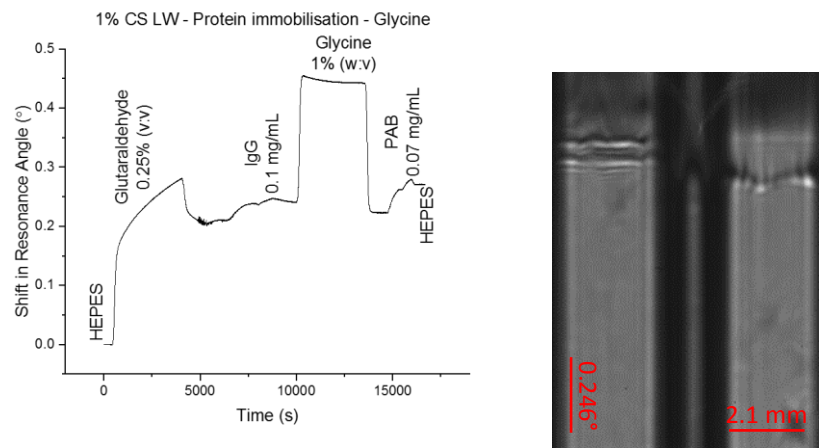 1% CS LW - Protein immobilisation - Glycine
Glycine
1% (w:v)
Glutaraldehyde
0.25% (v:v)
IgG
0.1 mg/mL
PAB
0.07 mg/mL
HEPES
HEPES
Shift in Resonance Angle (°)
0.5
0.4
0.3
0.2
0.1
0.0
0
5000
10000
15000
Time (s)
0.246°
2.1 mm